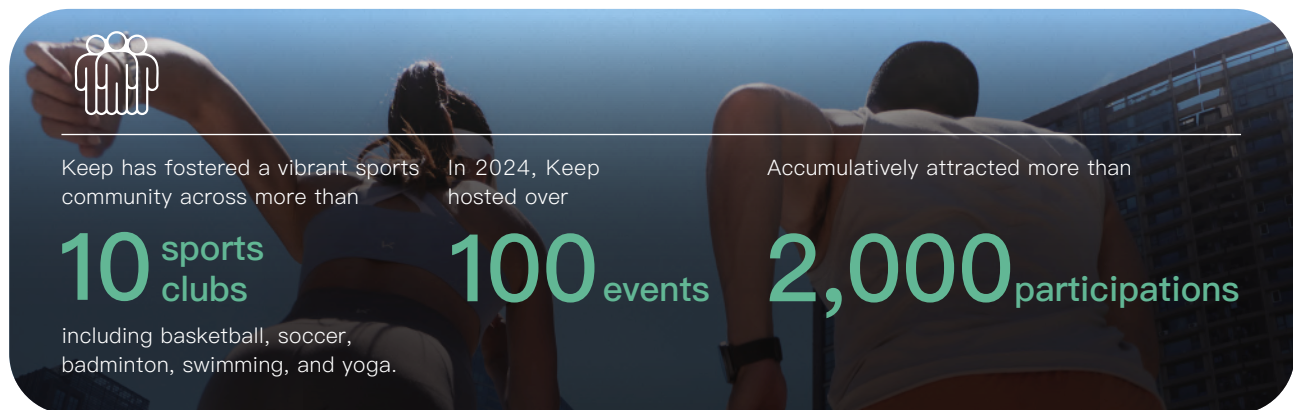 Keep has fostered a vibrant sports
community across more than
10 sports
clubs
including basketball, soccer,
badminton, swimming, and yoga.
In 2024, Keep
hosted over
100 events
Accumulatively attracted more than
2,000 participations